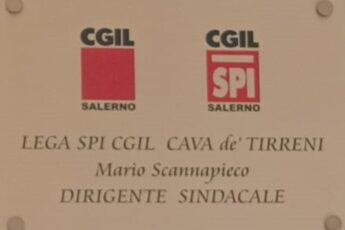 CGIL
SALERNO
CGIL
SPI
SALERNO
LEGA SPI CGIL CAVA de' TIRRENI
Mario Scannapieco
DIRIGENTE SINDACALE